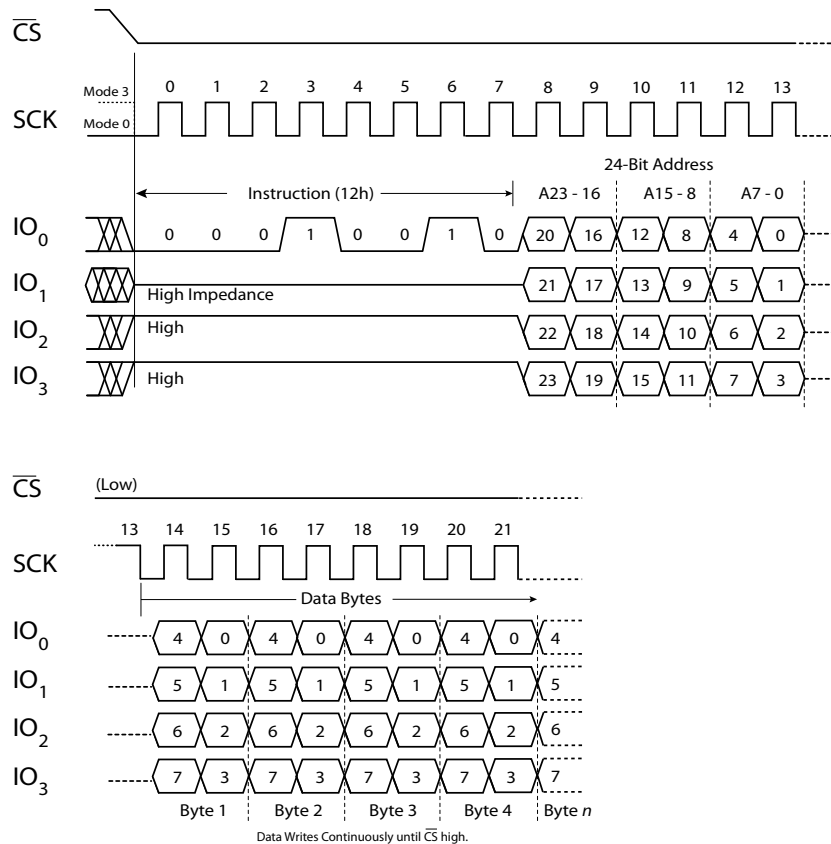 CS
Mode 3 0 1 2 3 4 5 6 7 8 9 10 11 12 13
SCK
Mode 0
24-Bit Address
Instruction (12h) A23 - 16 A15 - 8 A7 - 0
IO0 0 0 0 1 0 0 1 0 20 16 12 8 4 0
IO1 High Impedance 21 17 13 9 5 1
IO2 High 22 18 14 10 6 2
IO3 High 23 19 15 11 7 3
CS (Low)
13 14 15 16 17 18 19 20 21
SCK
Data Bytes
IO0 4 0 4 0 4 0 4 0 4
IO1 5 1 5 1 5 1 5 1 5
IO2 6 2 6 2 6 2 6 2 6
IO3 7 3 7 3 7 3 7 3 7
Byte 1 Byte 2 Byte 3 Byte 4 Byte n
Data Writes Continuously until CS high.